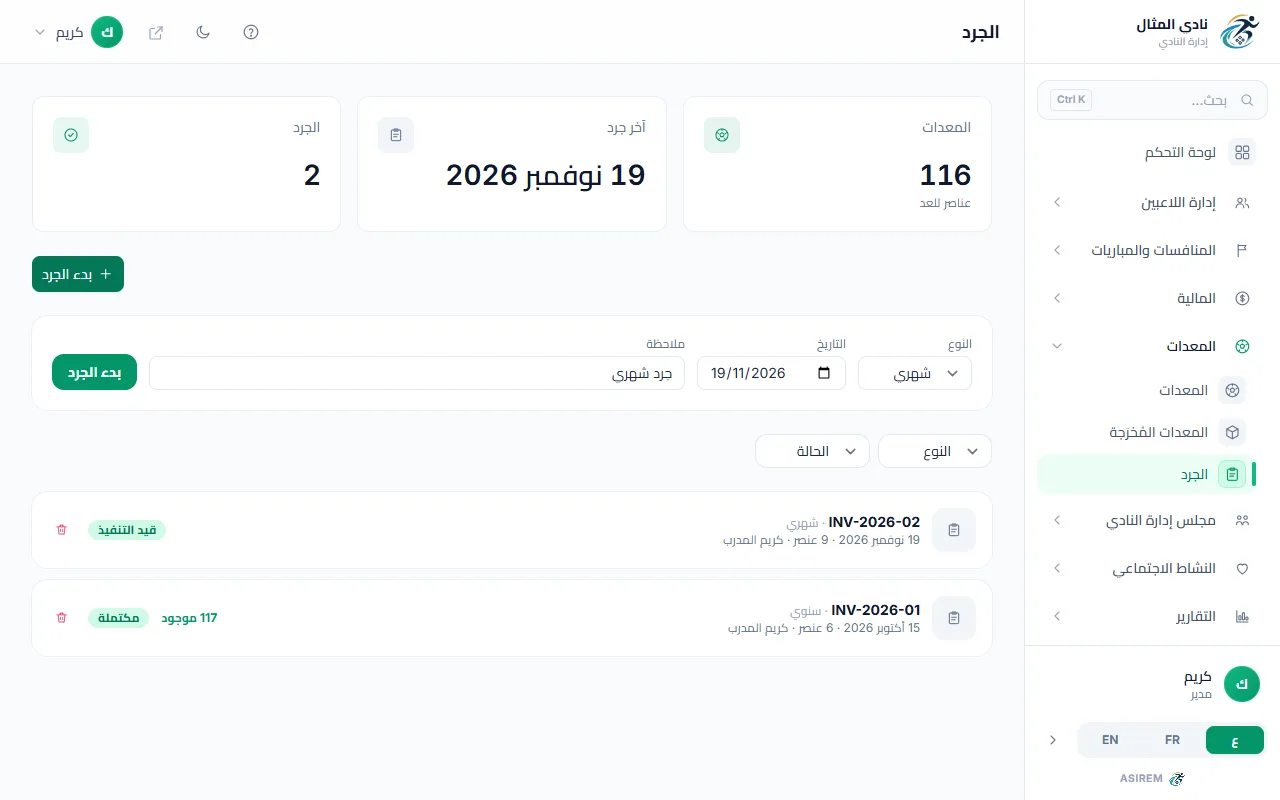 نادي المثال
إدارة النادي
بحث...
Ctrl K
لوحة التحكم
إدارة اللاعبين
المنافسات والمباريات
المالية
المعدات
المعدات
المعدات المُخرَجة
الجرد
مجلس إدارة النادي
النشاط الاجتماعي
التقارير
ك
كريم
مدير
ع
FR
EN
ASIREM
الجرد
ك
كريم
المعدات
116
عناصر للعد
آخر جرد
19 نوفمبر 2026
الجرد
2
بدء الجرد
النوع
التاريخ
ملاحظة
شهري
19/11/2026
جرد شهري
بدء الجرد
النوع
الحالة
INV-2026-02 · شهري
19 نوفمبر 2026 · 9 عنصر · كريم المدرب
قيد التنفيذ
INV-2026-01 · سنوي
15 أكتوبر 2026 · 6 عنصر · كريم المدرب
117 موجود
مكتملة